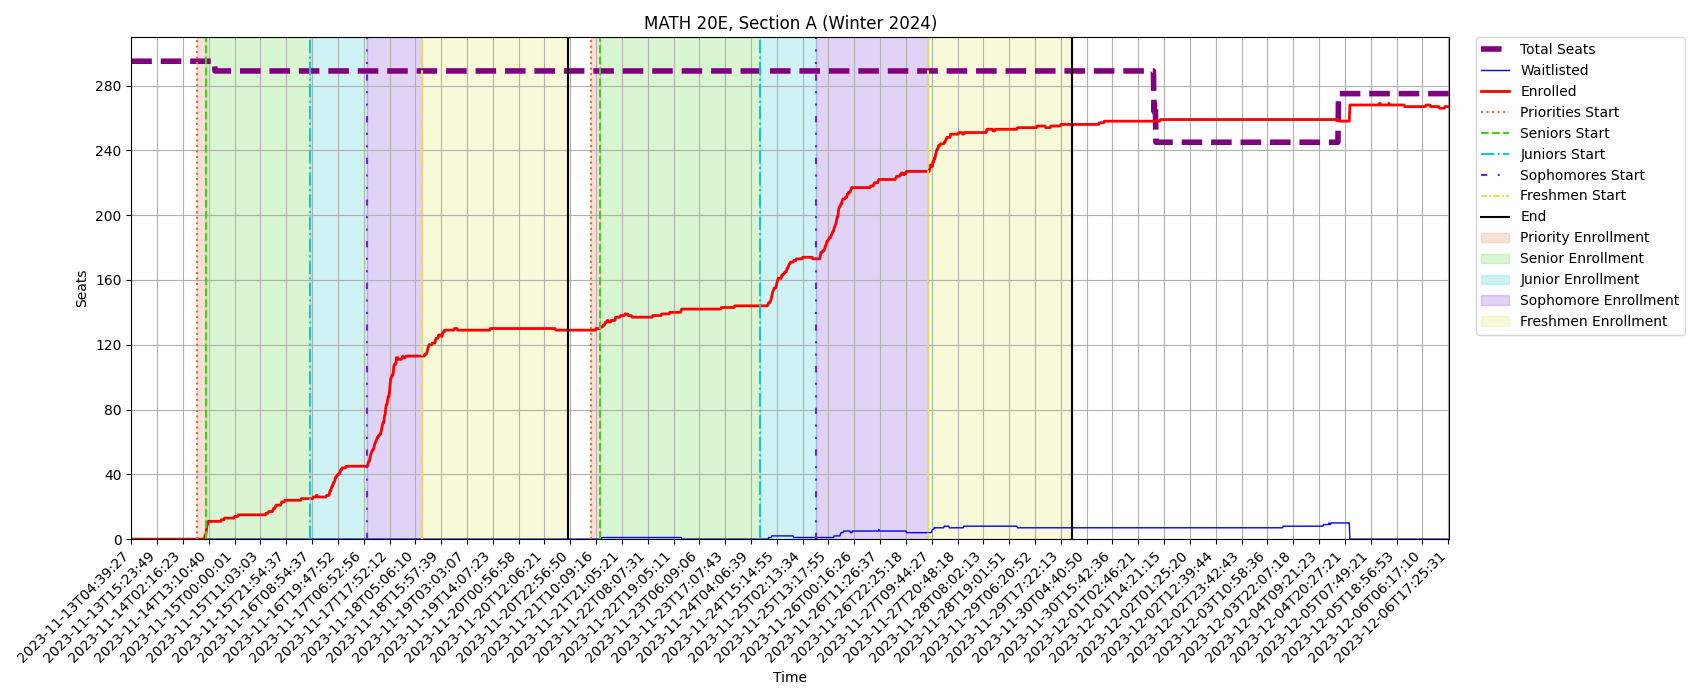 MATH 20E, Section A (Winter 2024)
Total Seats
Waitlisted
Enrolled
Priorities Start
Seniors Start
Juniors Start
Sophomores Start
Freshmen Start
End
Priority Enrollment
Senior Enrollment
Junior Enrollment
Sophomore Enrollment
Freshmen Enrollment
Seats
280
240
200
160
120
80
40
0
2023-11-13T04:39:27
2023-11-13T15:23:49
2023-11-14T02:16:23
2023-11-14T13:10:40
2023-11-15T00:00:01
2023-11-15T11:03:03
2023-11-15T21:54:37
2023-11-16T08:54:37
2023-11-16T19:47:52
2023-11-17T06:52:56
2023-11-17T17:52:12
2023-11-18T05:06:10
2023-11-18T15:57:39
2023-11-19T03:03:07
2023-11-19T14:07:23
2023-11-20T00:56:58
2023-11-20T12:06:21
2023-11-20T22:56:50
2023-11-21T10:09:16
2023-11-21T21:05:21
2023-11-22T08:07:31
2023-11-22T19:05:11
2023-11-23T06:09:06
2023-11-23T17:07:43
2023-11-24T04:06:39
2023-11-24T15:14:55
2023-11-25T02:13:34
2023-11-25T13:17:55
2023-11-26T00:16:26
2023-11-26T11:26:37
2023-11-26T22:25:18
2023-11-27T09:44:27
2023-11-27T20:48:18
2023-11-28T08:02:13
2023-11-28T19:01:51
2023-11-29T06:20:52
2023-11-29T17:22:13
2023-11-30T04:40:50
2023-11-30T15:42:36
2023-12-01T02:46:21
2023-12-01T14:21:15
2023-12-02T01:25:20
2023-12-02T12:39:44
2023-12-02T23:42:43
2023-12-03T10:58:36
2023-12-03T22:07:18
2023-12-04T09:21:23
2023-12-04T20:27:21
2023-12-05T07:49:21
2023-12-05T18:56:53
2023-12-06T06:17:10
2023-12-06T17:25:31
Time